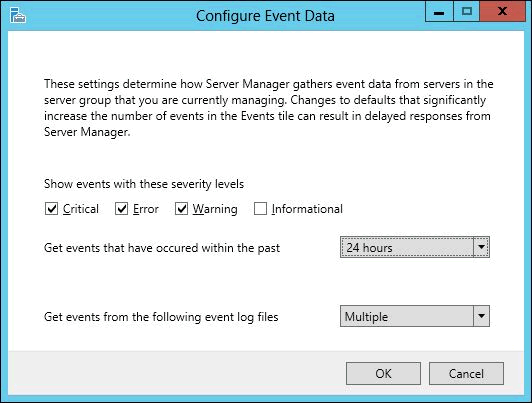 Configure Event Data
These settings determine how Server Manager gathers event data from servers in the
server group that you are currently managing. Changes to defaults that significantly
increase the number of events in the Events tile can result in delayed responses from
Server Manager.
Show events with these severity levels
Critical Error Warning Informational
Get events that have occured within the past 24 hours
Get events from the following event log files Multiple
OK Cancel